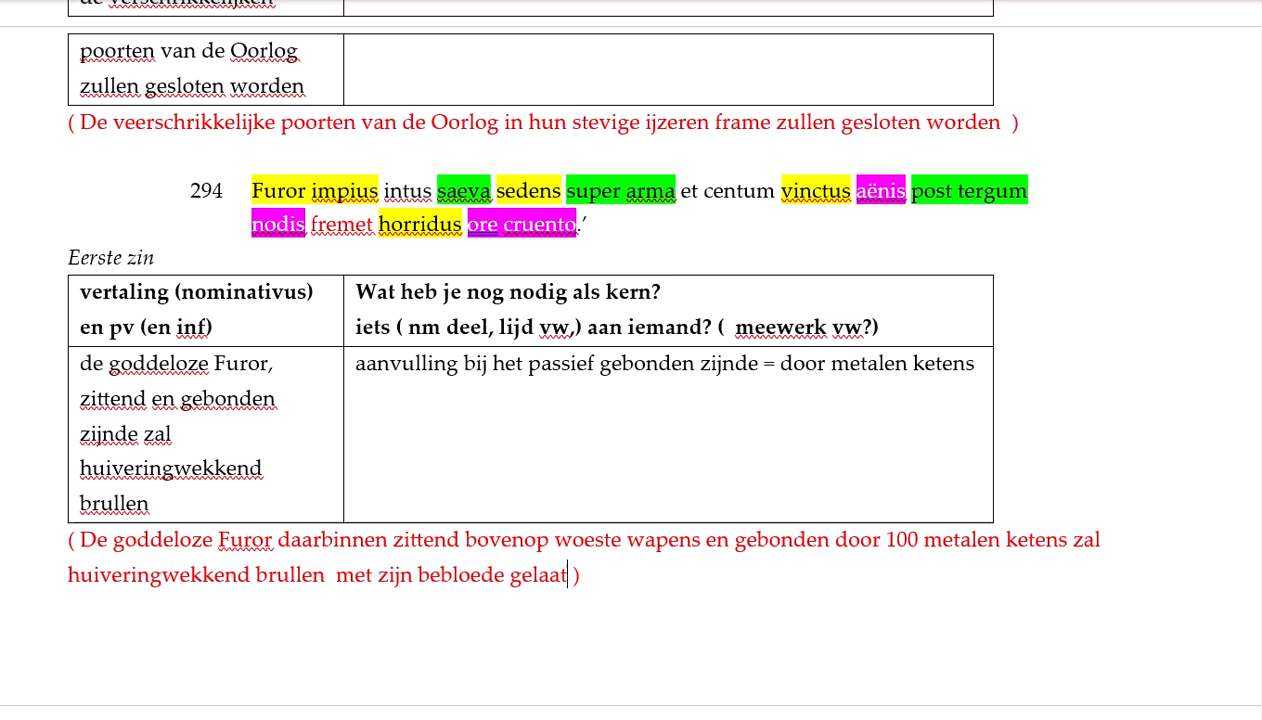 de verschrikkelijken
poorten van de Oorlog
zullen gesloten worden
( De veerschrikkelijke poorten van de Oorlog in hun stevige ijzeren frame zullen gesloten worden )
294 Furor impius intus saeva sedens super arma et centum vinctus aënis post tergum
nodis fremet horridus ore cruento.’
Eerste zin
vertaling (nominativus) Wat heb je nog nodig als kern?
en pv (en inf) iets ( nm deel, lijd vw,) aan iemand? ( meewerk vw?)
de goddeloze Furor, aanvulling bij het passief gebonden zijnde = door metalen ketens
zittend en gebonden
zijnde zal
huiveringwekkend
brullen
( De goddeloze Furor daarbinnen zittend bovenop woeste wapens en gebonden door 100 metalen ketens zal
huiveringwekkend brullen met zijn bebloede gelaat )